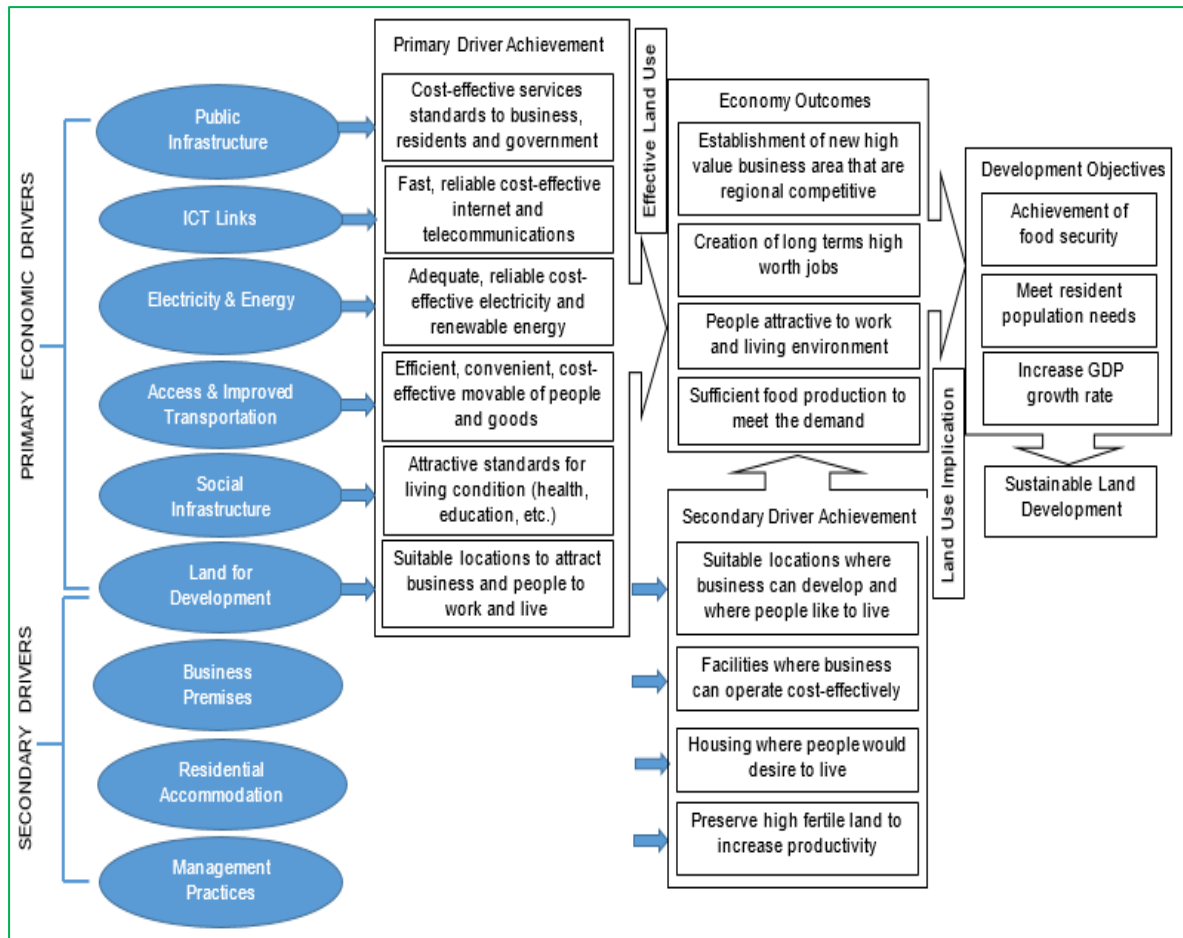 PRIMARY ECONOMIC DRIVERS
SECONDARY DRIVERS
Public
Infrastructure
ICT Links
Electricity & Energy
Access & Improved
Transportation
Social
Infrastructure
Land for
Development
Business
Premises
Residential
Accommodation
Management
Practices
Primary Driver Achievement
Cost-effective services
standards to business,
residents and government
Fast, reliable cost-effective
internet and
telecommunications
Adequate, reliable cost-
effective electricity and
renewable energy
Efficient, convenient, cost-
effective movable of people
and goods
Attractive standards for
living condition (health,
education, etc.)
Suitable locations to attract
business and people to
work and live
Effective Land Use
Economy Outcomes
Establishment of new high
value business area that are
regional competitive
Creation of long terms high
worth jobs
People attractive to work
and living environment
Sufficient food production to
meet the demand
Secondary Driver Achievement
Suitable locations where
business can develop and
where people like to live
Facilities where business
can operate cost-effectively
Housing where people would
desire to live
Preserve high fertile land to
increase productivity
Land Use Implication
Development Objectives
Achievement of
food security
Meet resident
population needs
Increase GDP
growth rate
Sustainable Land
Development